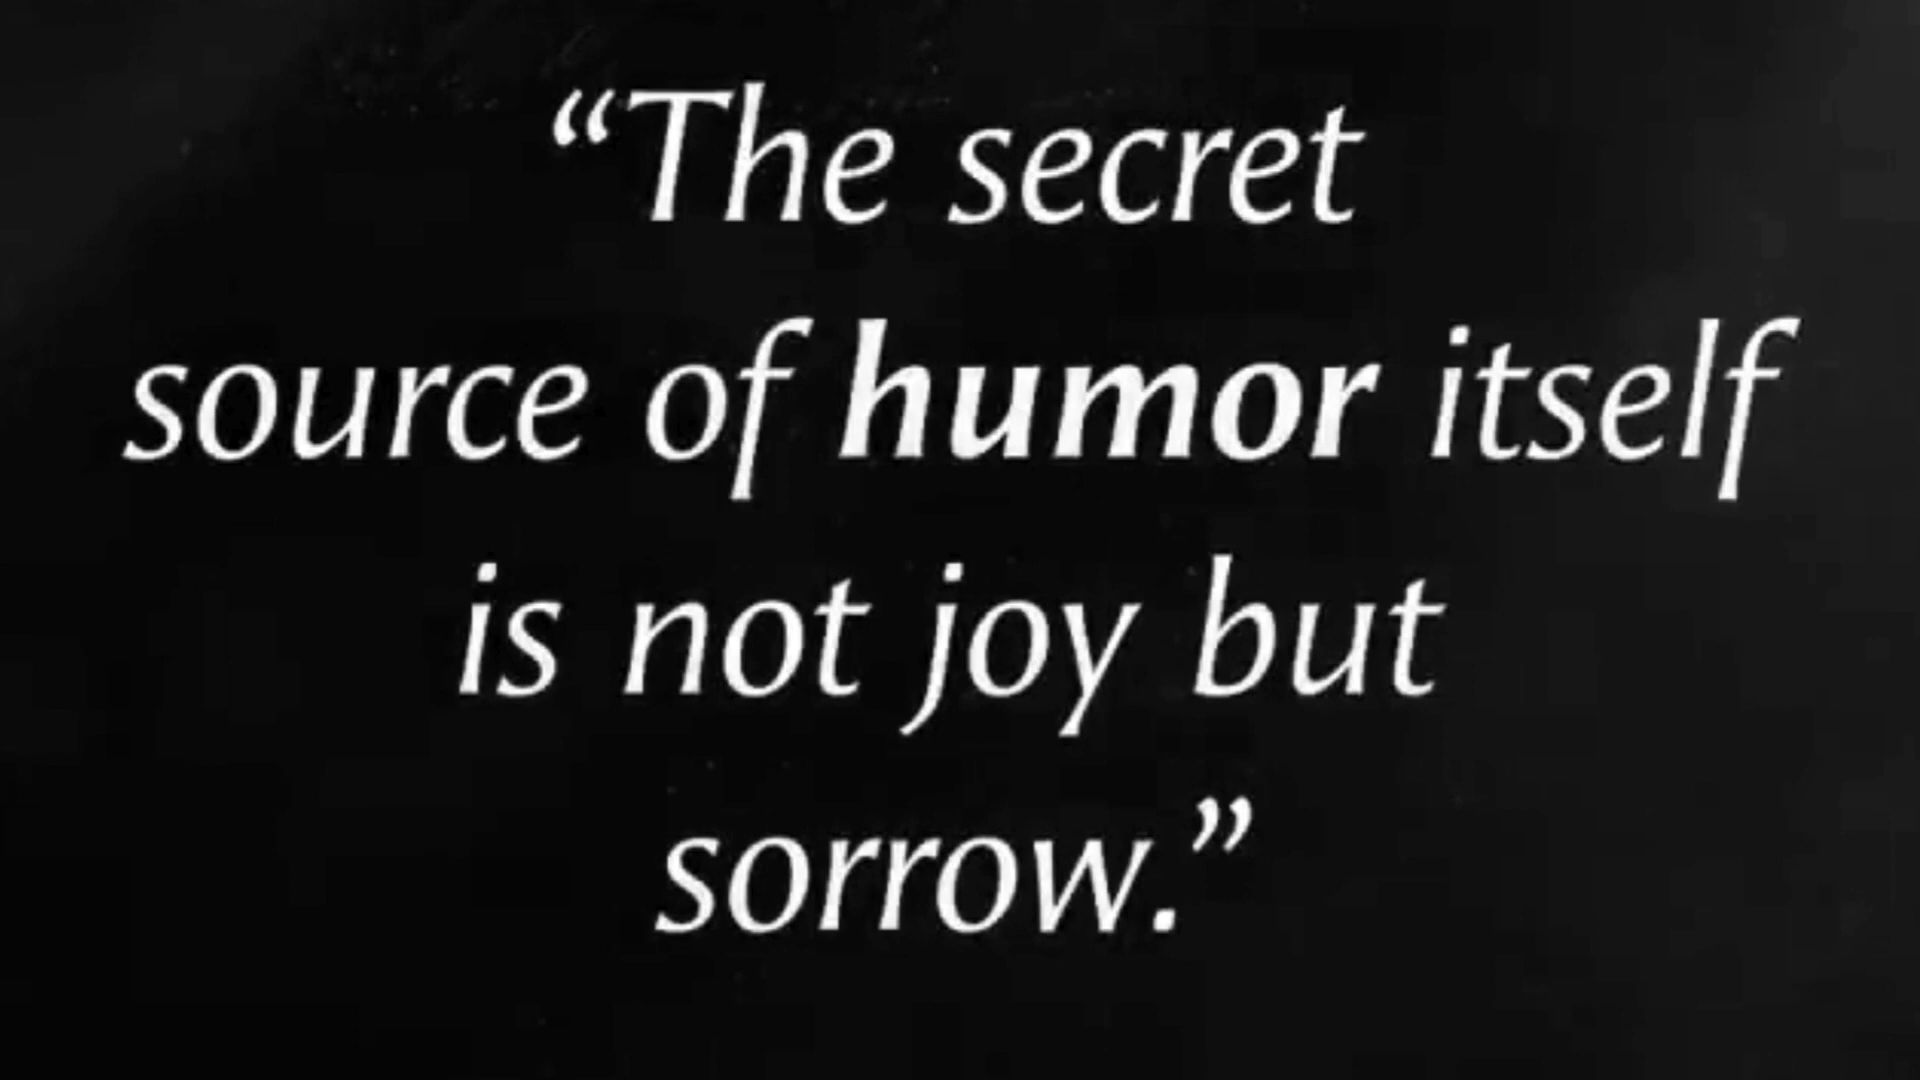 “The secret
source of humor itself
is not joy but
sorrow.”